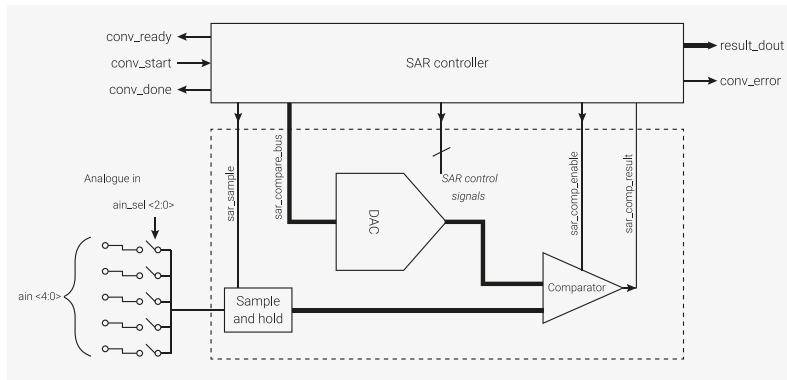 conv_ready
conv_start
conv_done
SAR controller
result_dout
conv_error
sar_sample
sar_compare_bus
SAR control
signals
sar_comp_enable
sar_comp_result
Analogue in
ain_sel <2:0>
DAC
ain <4:0>
Sample
and hold
Comparator